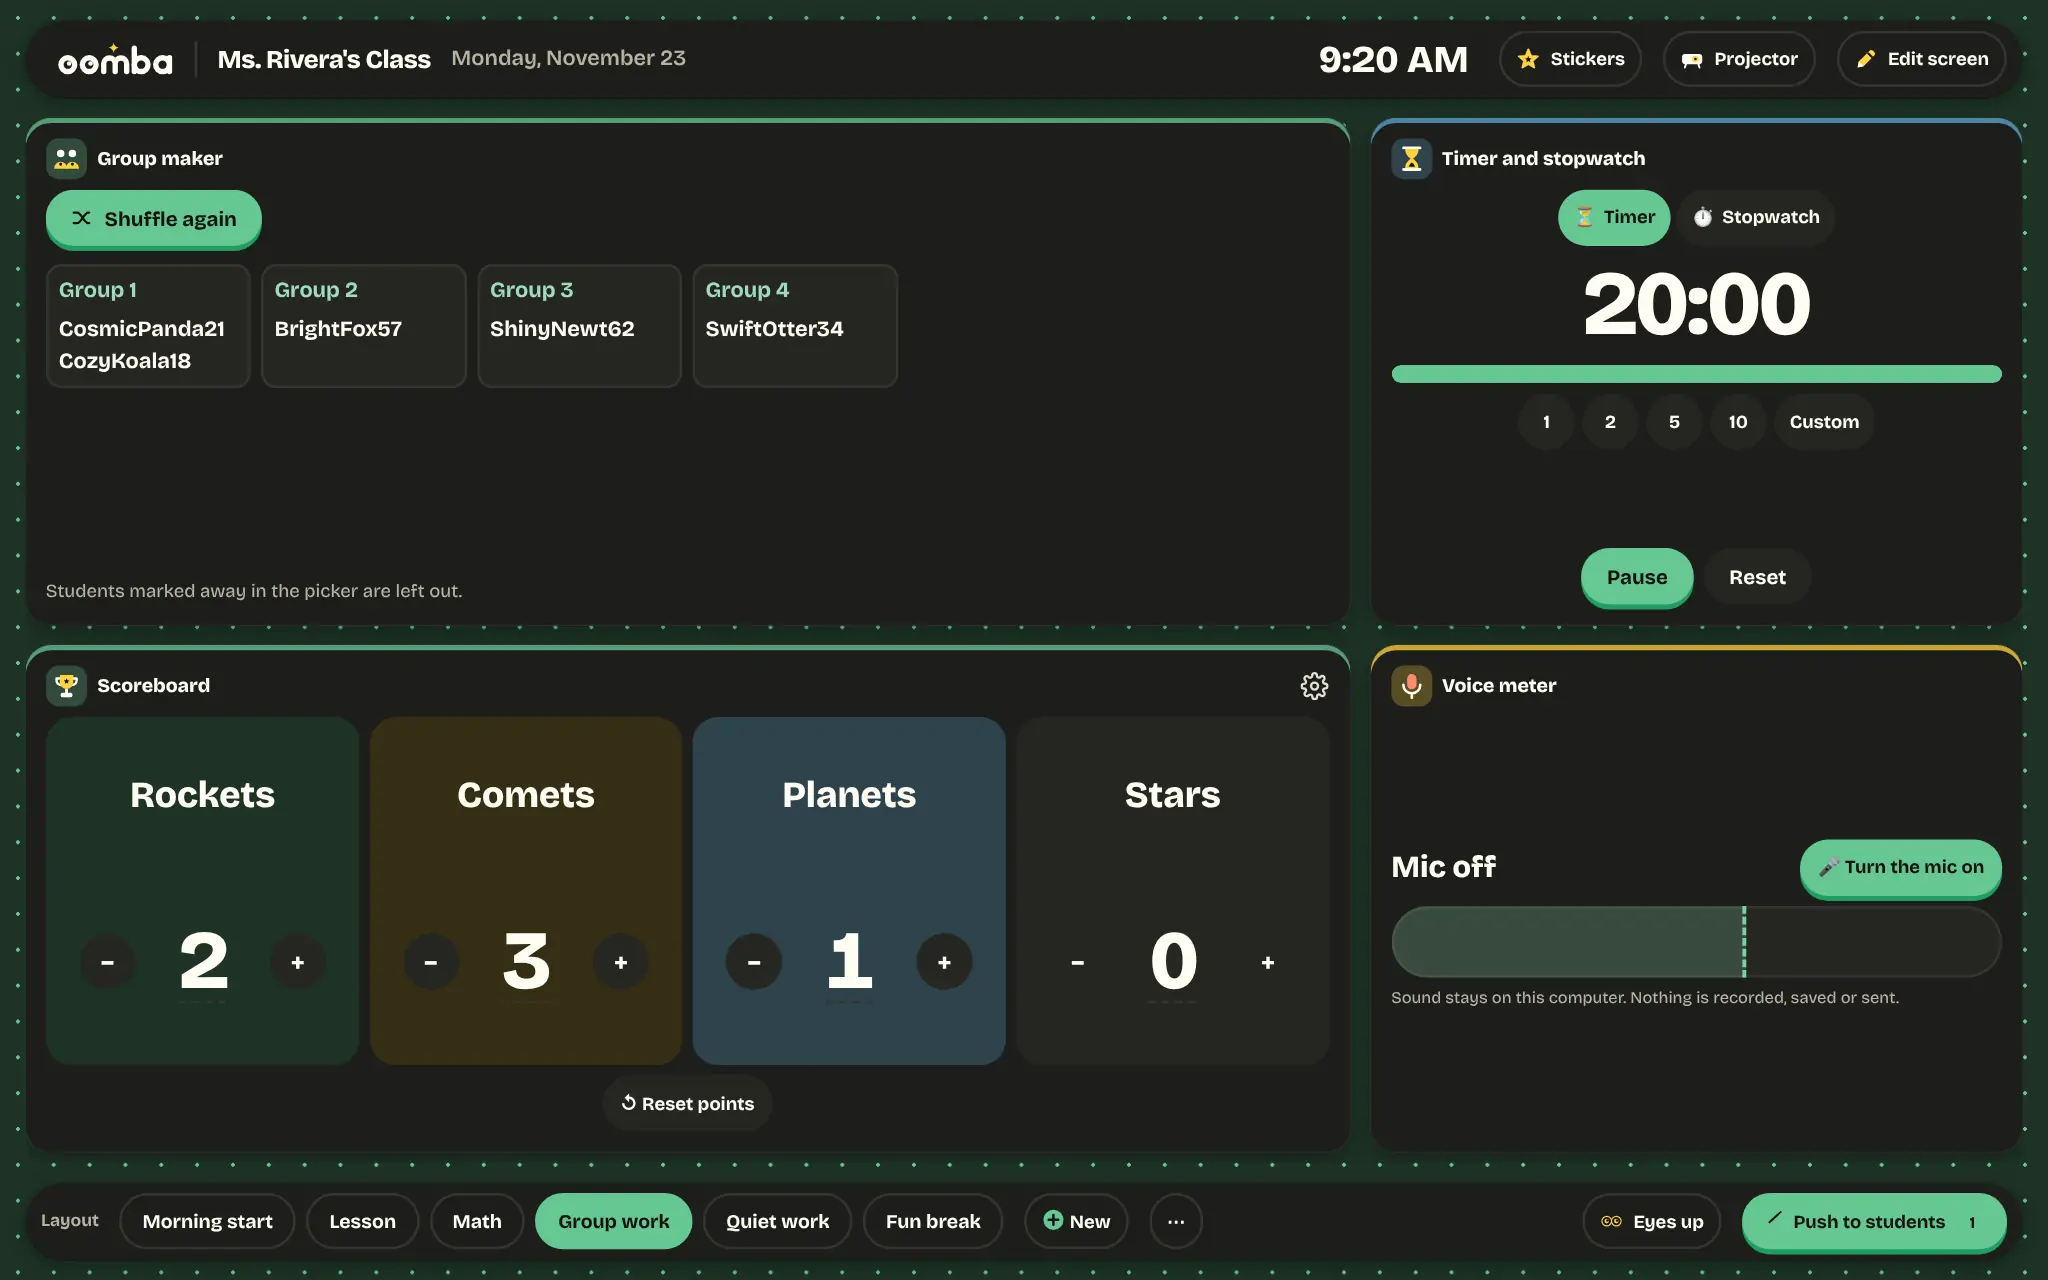 oomba
Ms. Rivera's Class
Monday, November 23
9:20 AM
Stickers
Projector
Edit screen
Group maker
Shuffle again
Group 1
CosmicPanda21
CozyKoala18
Group 2
BrightFox57
Group 3
ShinyNewt62
Group 4
SwiftOtter34
Students marked away in the picker are left out.
Timer and stopwatch
Timer
Stopwatch
20:00
1
2
5
10
Custom
Pause
Reset
Scoreboard
Rockets
- 2 +
Comets
- 3 +
Planets
- 1 +
Stars
- 0 +
Reset points
Voice meter
Mic off
Turn the mic on
Sound stays on this computer. Nothing is recorded, saved or sent.
Layout
Morning start
Lesson
Math
Group work
Quiet work
Fun break
New
...
Eyes up
Push to students 1